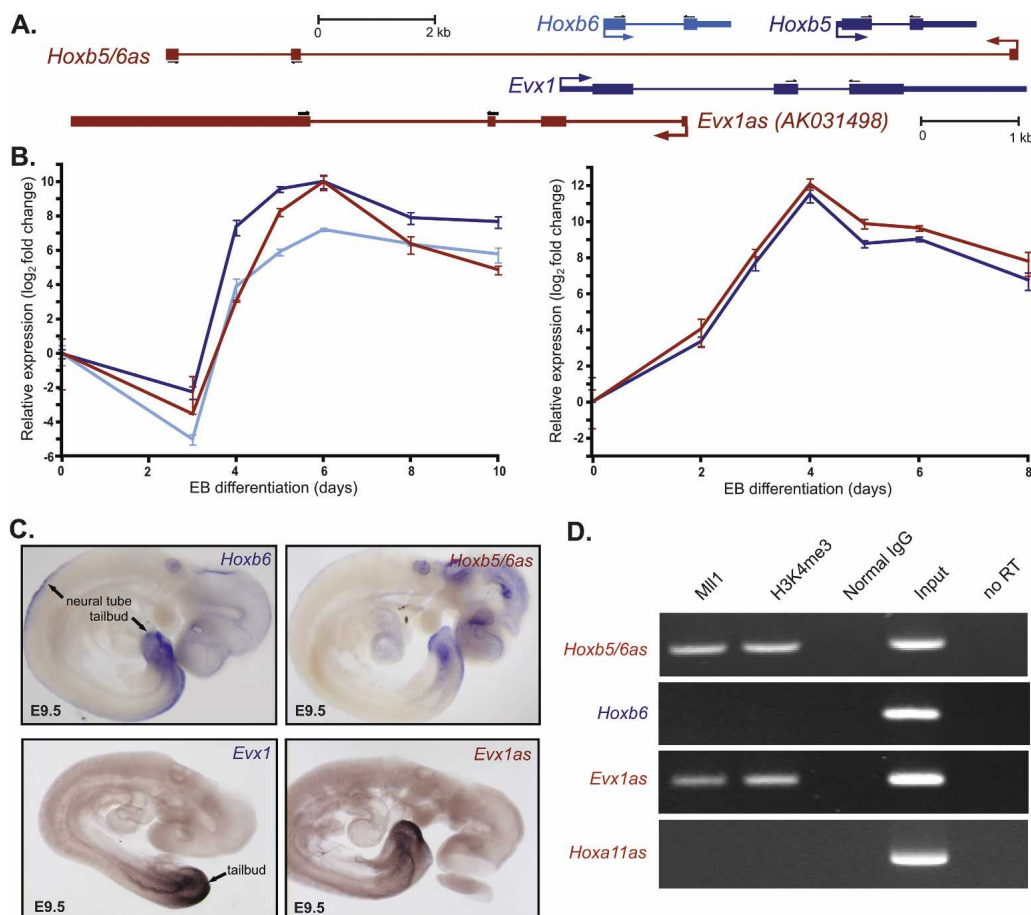 A.
0 2 kb
Hoxb6
Hoxb5
Hoxb5/6as
Evx1
Evx1as (AK031498)
0 1 kb
B.
Relative expression (log2 fold change)
10
8
6
4
2
0
-2
-4
-6
0 2 4 6 8 10
EB differentiation (days)
Relative expression (log2 fold change)
12
10
8
6
4
2
0
-2
0 2 4 6 8
EB differentiation (days)
C.
Hoxb6
neural tube
tailbud
E9.5
Hoxb5/6as
E9.5
Evx1
tailbud
E9.5
Evx1as
E9.5
D.
Mll1 H3K4me3 Normal IgG Input no RT
Hoxb5/6as
Hoxb6
Evx1as
Hoxa11as